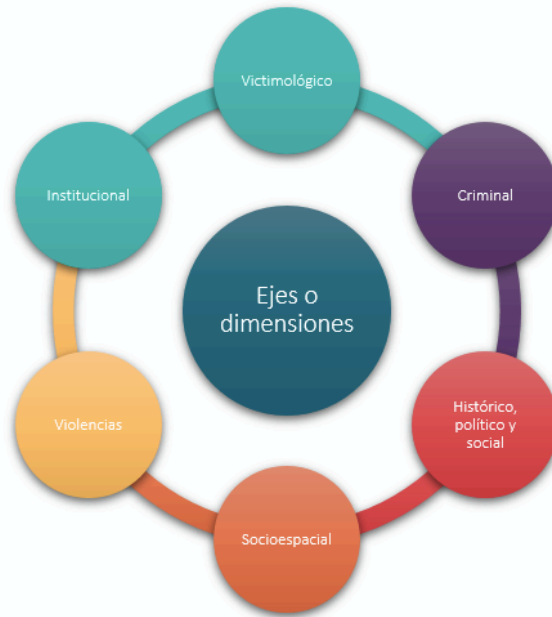 Victimológico
Institucional
Criminal
Ejes o
dimensiones
Violencias
Histórico,
político y
social
Socioespacial